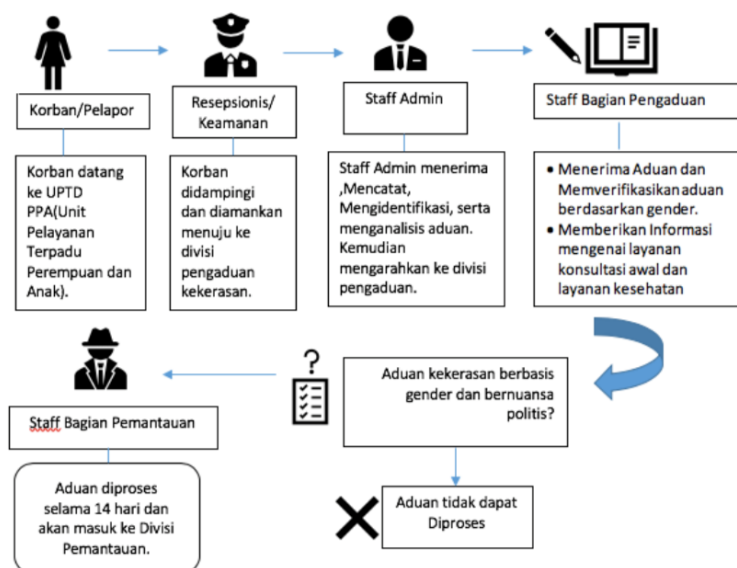 Korban/Pelapor
Resepsionis/
Keamanan
Staff Admin
Staff Bagian Pengaduan
Korban datang
ke UPTD
PPA(Unit
Pelayanan
Terpadu
Perempuan dan
Anak).
Korban
didampingi
dan diamankan
menuju ke
divisi
pengaduan
kekerasan.
Staff Admin menerima
,Mencatat,
Mengidentifikasi, serta
menganalisis aduan.
Kemudian
mengarahkan ke divisi
pengaduan.
• Menerima Aduan dan
Memverifikasikan aduan
berdasarkan gender.
• Memberikan Informasi
mengenai layanan
konsultasi awal dan
layanan kesehatan
?
Aduan kekerasan berbasis
gender dan bernuansa
politis?
Staff Bagian Pemantauan
Aduan diproses
selama 14 hari dan
akan masuk ke Divisi
Pemantauan.
Aduan tidak dapat
Diproses